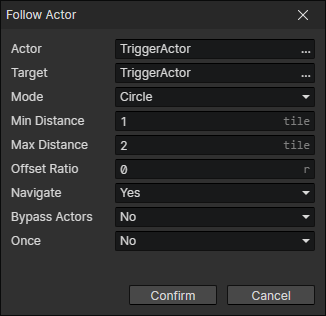 Follow Actor
Actor TriggerActor ...
Target TriggerActor ...
Mode Circle
Min Distance 1 tile
Max Distance 2 tile
Offset Ratio 0 r
Navigate Yes
Bypass Actors No
Once No
Confirm Cancel